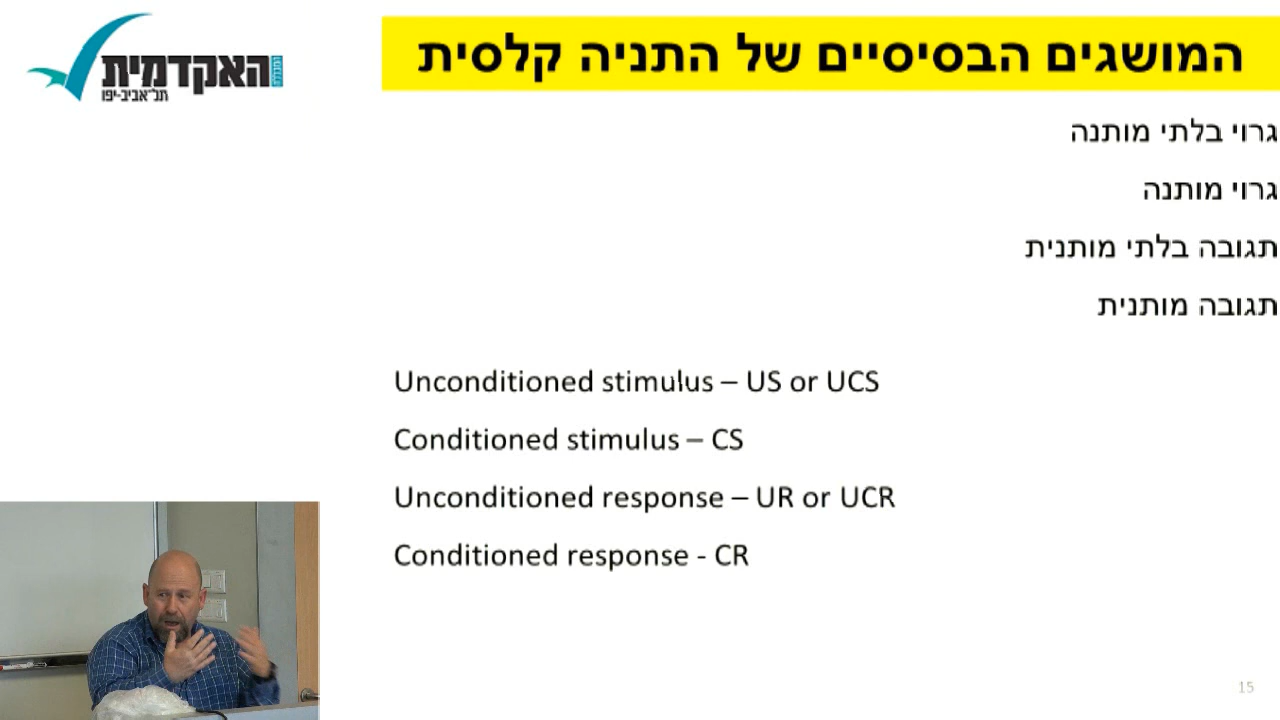 האקדמית
תל־אביב-יפו
המושגים הבסיסיים של התניה קלסית
גרוי בלתי מותנה
גרוי מותנה
תגובה בלתי מותנית
תגובה מותנית
Unconditioned stimulus – US or UCS
Conditioned stimulus – CS
Unconditioned response – UR or UCR
Conditioned response - CR
15